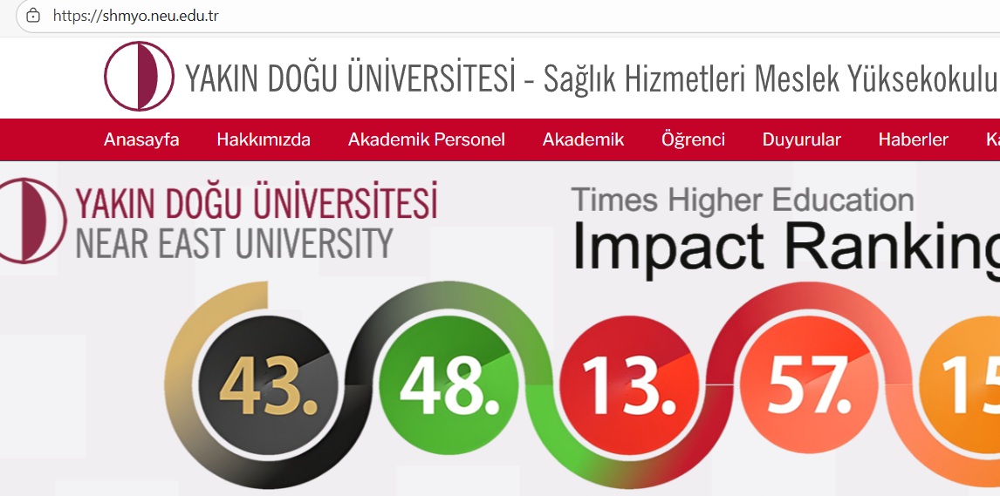 https://shmyo.neu.edu.tr
YAKIN DOĞU ÜNİVERSİTESİ - Sağlık Hizmetleri Meslek Yüksekokulu
Anasayfa Hakkımızda Akademik Personel Akademik Öğrenci Duyurular Haberler
YAKIN DOĞU ÜNİVERSİTESİ
NEAR EAST UNIVERSITY
Times Higher Education
Impact Ranking
43. 48. 13. 57. 15